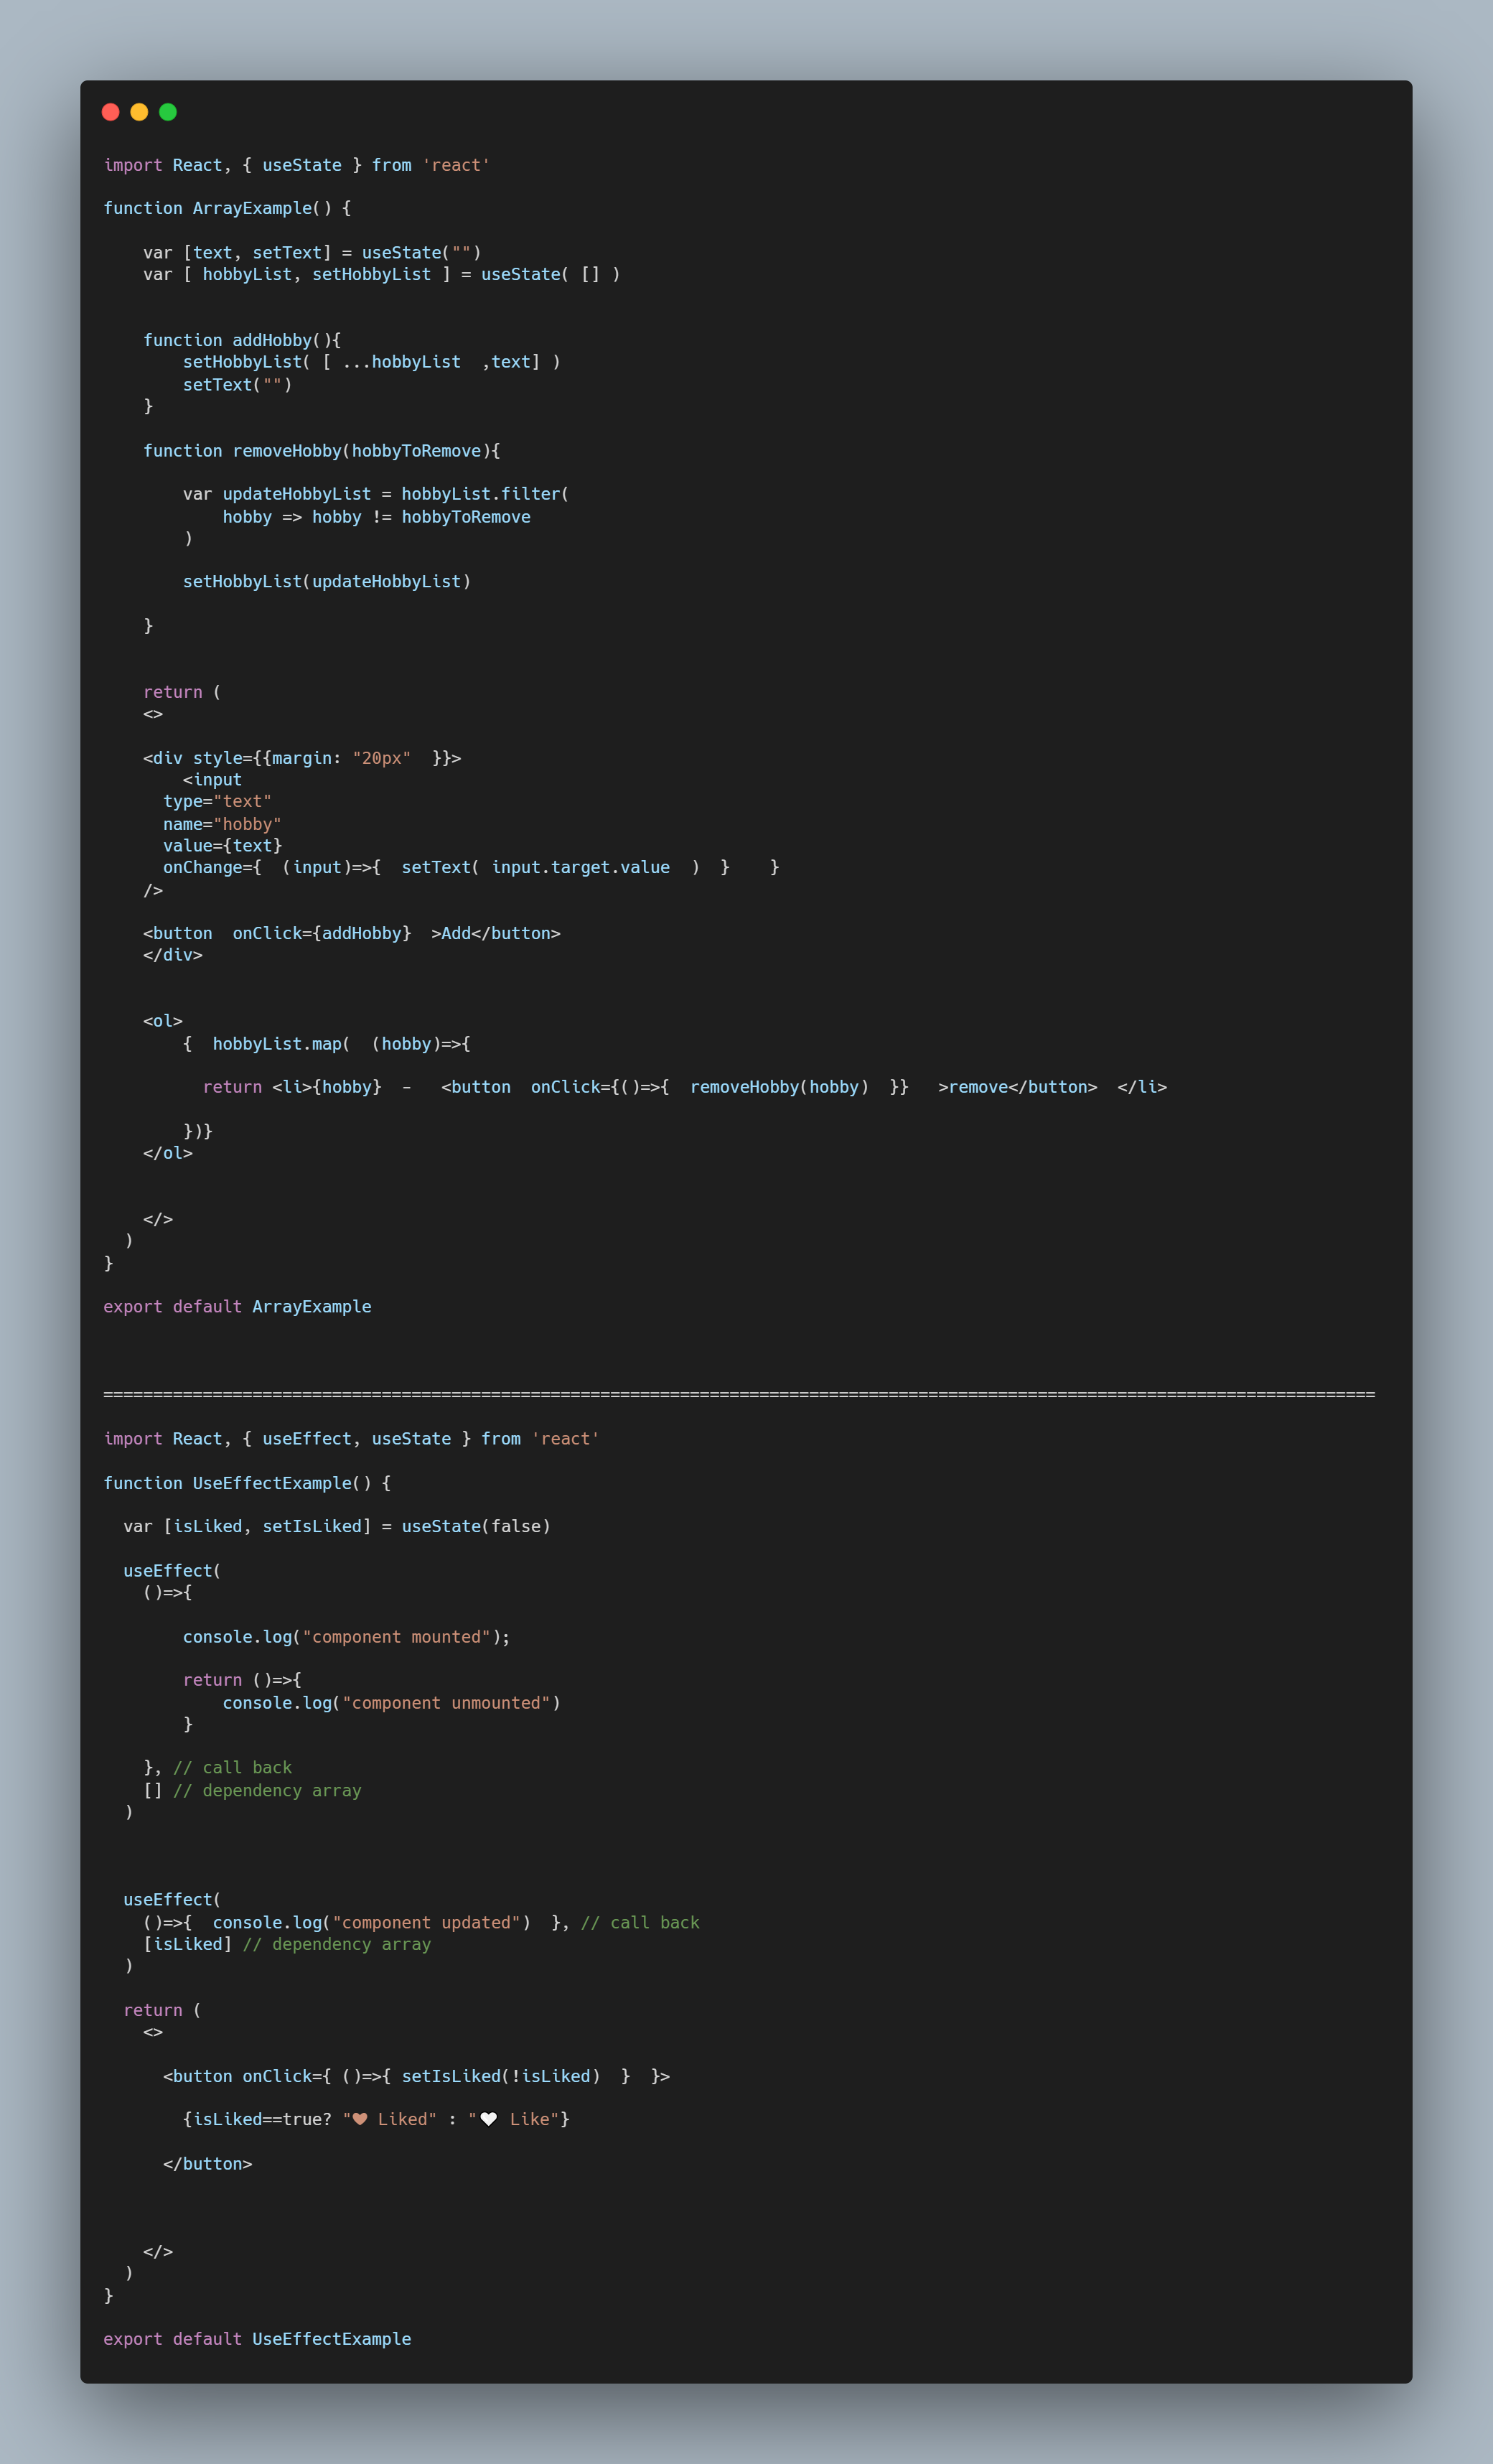 import React, { useState } from 'react'

function ArrayExample() {

    var [text, setText] = useState("")
    var [ hobbyList, setHobbyList ] = useState( [] )


    function addHobby(){
        setHobbyList( [ ...hobbyList  ,text] )
        setText("")
    }

    function removeHobby(hobbyToRemove){

        var updateHobbyList = hobbyList.filter(
            hobby => hobby != hobbyToRemove
        )

        setHobbyList(updateHobbyList)

    }


    return (
    <>

    <div style={{margin: "20px"  }}>
        <input
      type="text"
      name="hobby"
      value={text}
      onChange={  (input)=>{  setText( input.target.value  )  }    }
    />

    <button  onClick={addHobby}  >Add</button>
    </div>


    <ol>
        {  hobbyList.map(  (hobby)=>{

          return <li>{hobby}  -   <button  onClick={()=>{  removeHobby(hobby)  }}   >remove</button>  </li>

        })}
    </ol>


    </>
  )
}

export default ArrayExample



================================================================================================================================

import React, { useEffect, useState } from 'react'

function UseEffectExample() {

  var [isLiked, setIsLiked] = useState(false)

  useEffect(
    ()=>{

        console.log("component mounted");

        return ()=>{
            console.log("component unmounted")
        }

    }, // call back
    [] // dependency array
  )



  useEffect(
    ()=>{  console.log("component updated")  }, // call back
    [isLiked] // dependency array
  )

  return (
    <>

      <button onClick={ ()=>{ setIsLiked(!isLiked)  }  }>

        {isLiked==true? "❤ Liked" : "🤍 Like"}

      </button>



    </>
  )
}

export default UseEffectExample